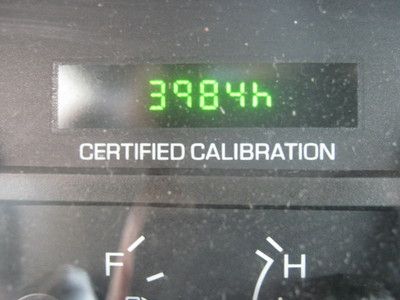 3984h
CERTIFIED CALIBRATION
F H